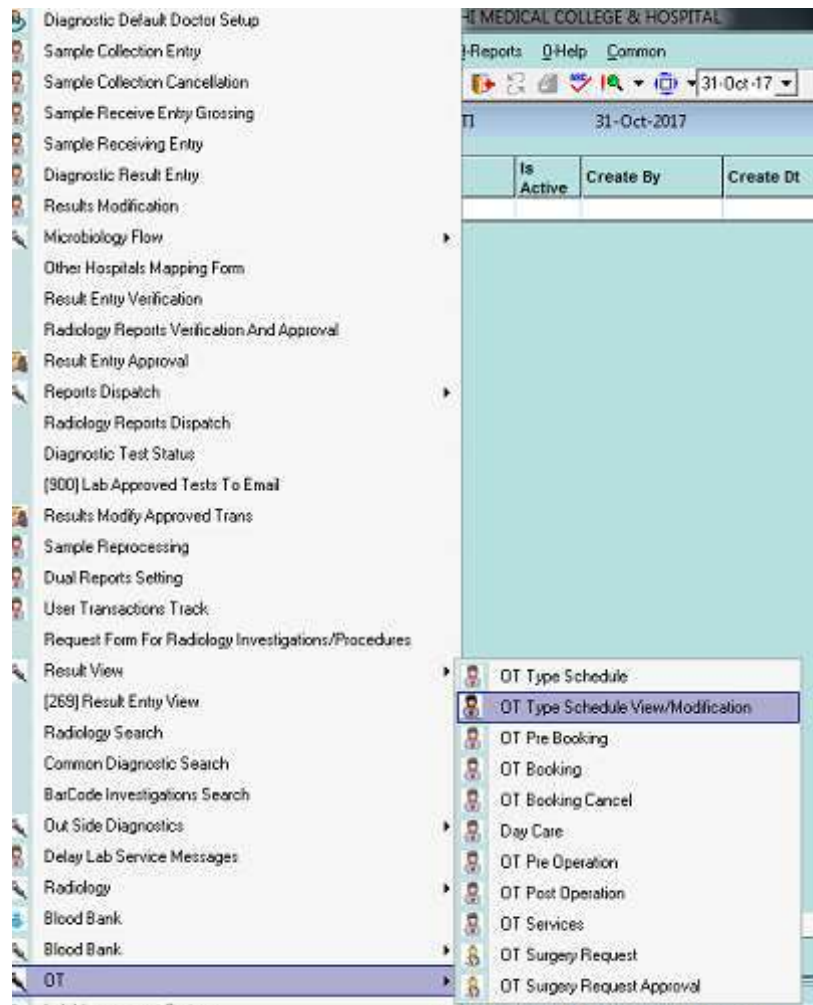 Diagnostic Default Doctor Setup
Sample Collection Entry
Sample Collection Cancellation
Sample Receive Entry Grossing
Sample Receiving Entry
Diagnostic Result Entry
Results Modification
Microbiology Flow
Other Hospitals Mapping Form
Result Entry Verification
Radiology Reports Verification And Approval
Result Entry Approval
Reports Dispatch
Radiology Reports Dispatch
Diagnostic Test Status
[900] Lab Approved Tests To Email
Results Modify Approved Trans
Sample Reprocessing
Dual Reports Setting
User Transactions Track
Request Form For Radiology Investigations/Procedures
Result View
[269] Result Entry View
Radiology Search
Common Diagnostic Search
BarCode Investigations Search
Out Side Diagnostics
Delay Lab Service Messages
Radiology
Blood Bank
Blood Bank
OT
HI MEDICAL COLLEGE & HOSPITAL
-Reports 0-Help Common
31-Oct-17
TI 31-Oct-2017
Is Active Create By Create Dt
OT Type Schedule
OT Type Schedule View/Modification
OT Pre Booking
OT Booking
OT Booking Cancel
Day Care
OT Pre Operation
OT Post Operation
OT Services
OT Surgery Request
OT Surgery Request Approval